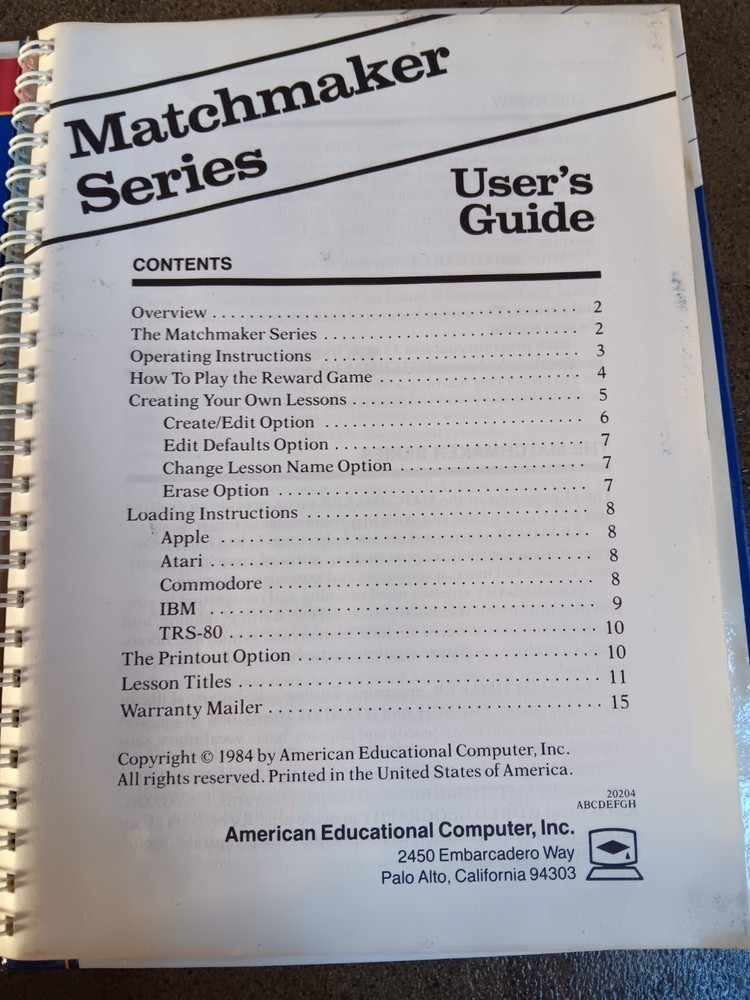 Matchmaker
Series
User's
Guide
CONTENTS
Overview . . . . . . . . . . . . . . . . . . . . . . . . . . . . . . . . . . . . . . . . 2
The Matchmaker Series . . . . . . . . . . . . . . . . . . . . . . . . . . . . 2
Operating Instructions . . . . . . . . . . . . . . . . . . . . . . . . . . . . 3
How To Play the Reward Game . . . . . . . . . . . . . . . . . . . . . . 4
Creating Your Own Lessons . . . . . . . . . . . . . . . . . . . . . . . . 5
Create/Edit Option . . . . . . . . . . . . . . . . . . . . . . . . . . . . 6
Edit Defaults Option . . . . . . . . . . . . . . . . . . . . . . . . . . 7
Change Lesson Name Option . . . . . . . . . . . . . . . . . . . . 7
Erase Option . . . . . . . . . . . . . . . . . . . . . . . . . . . . . . . . 7
Loading Instructions . . . . . . . . . . . . . . . . . . . . . . . . . . . . . 8
Apple . . . . . . . . . . . . . . . . . . . . . . . . . . . . . . . . . . . . . . 8
Atari . . . . . . . . . . . . . . . . . . . . . . . . . . . . . . . . . . . . . . . 8
Commodore . . . . . . . . . . . . . . . . . . . . . . . . . . . . . . . . . 8
IBM . . . . . . . . . . . . . . . . . . . . . . . . . . . . . . . . . . . . . . . 9
TRS-80 . . . . . . . . . . . . . . . . . . . . . . . . . . . . . . . . . . . . 10
The Printout Option . . . . . . . . . . . . . . . . . . . . . . . . . . . . 10
Lesson Titles . . . . . . . . . . . . . . . . . . . . . . . . . . . . . . . . . . 11
Warranty Mailer . . . . . . . . . . . . . . . . . . . . . . . . . . . . . . . 15
Copyright © 1984 by American Educational Computer, Inc.
All rights reserved. Printed in the United States of America.
20204
ABCDEFGH
American Educational Computer, Inc.
2450 Embarcadero Way
Palo Alto, California 94303